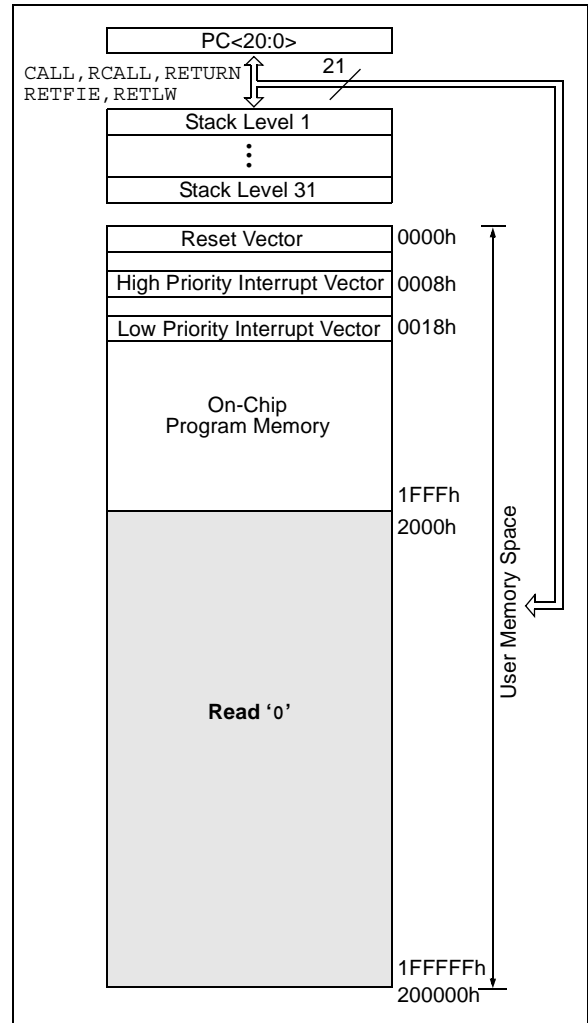 PC<20:0>
CALL,RCALL,RETURN
RETFIE,RETLW
21
Stack Level 1
Stack Level 31
Reset Vector
0000h
High Priority Interrupt Vector
0008h
Low Priority Interrupt Vector
0018h
On-Chip
Program Memory
1FFFh
2000h
User Memory Space
Read ‘0’
1FFFFFh
200000h